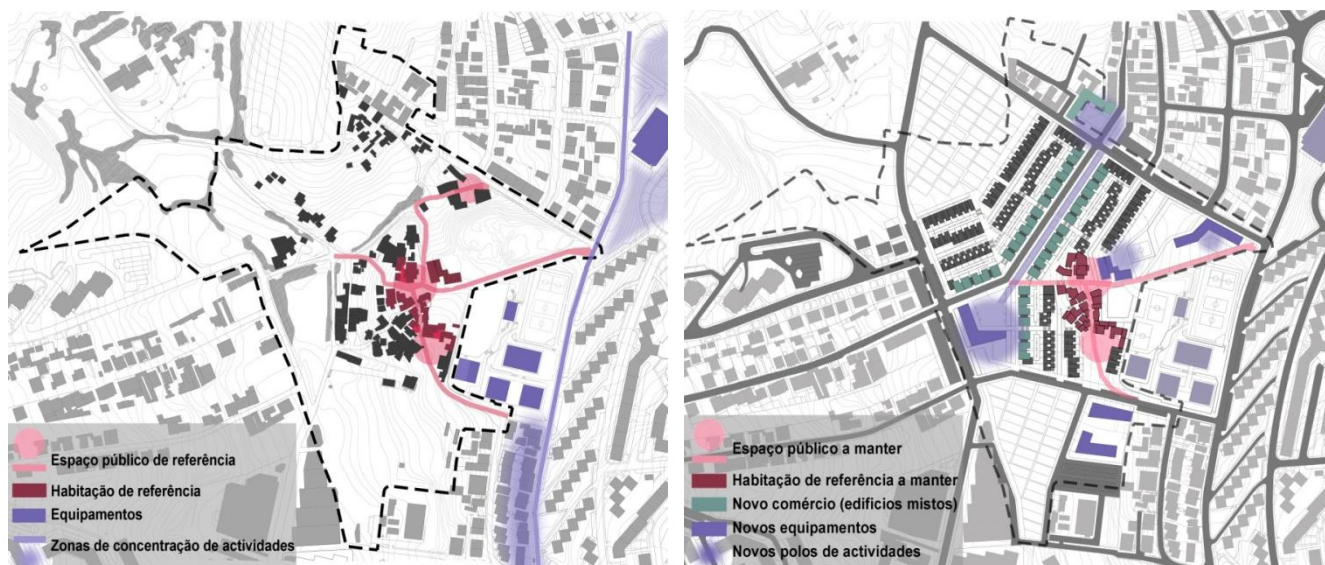 Espaço público de referência
Habitação de referência
Equipamentos
Zonas de concentração de actividades
Espaço público a manter
Habitação de referência a manter
Novo comércio (edificios mistos)
Novos equipamentos
Novos polos de actividades